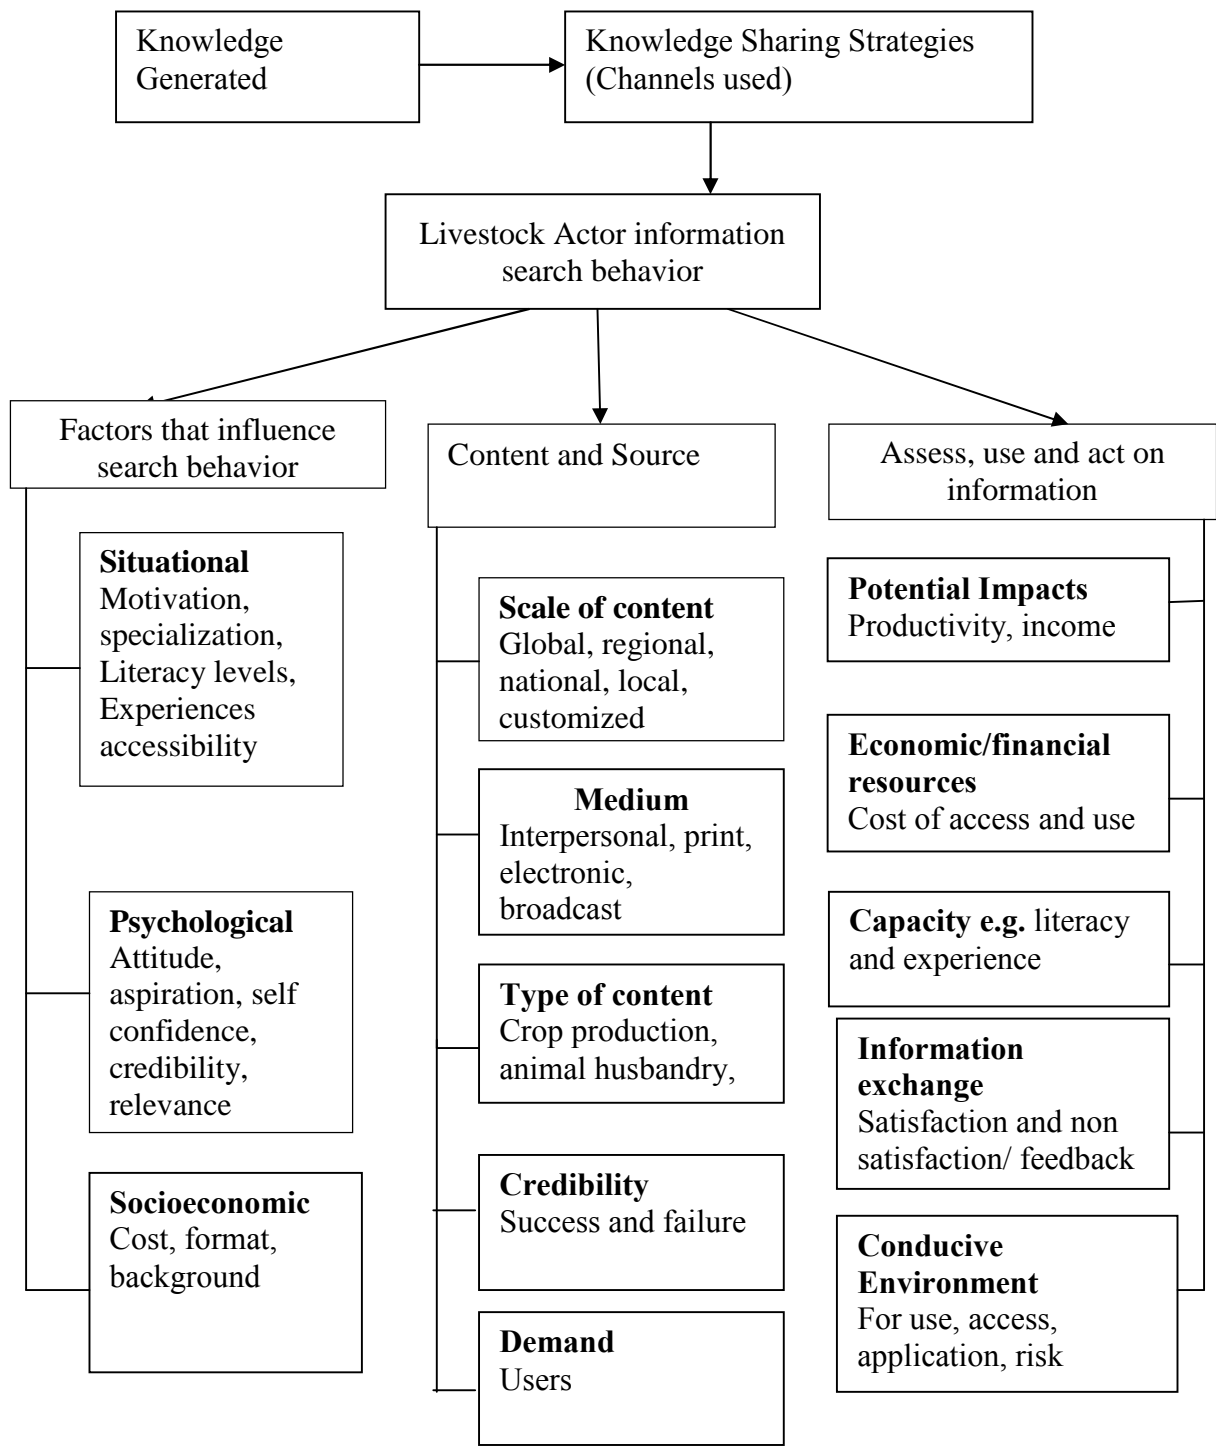 Knowledge
Generated
Knowledge Sharing Strategies
(Channels used)
Livestock Actor information
search behavior
Factors that influence
search behavior
Situational
Motivation,
specialization,
Literacy levels,
Experiences
accessibility
Psychological
Attitude,
aspiration, self
confidence,
credibility,
relevance
Socioeconomic
Cost, format,
background
Content and Source
Scale of content
Global, regional,
national, local,
customized
Medium
Interpersonal, print,
electronic,
broadcast
Type of content
Crop production,
animal husbandry,
Credibility
Success and failure
Demand
Users
Assess, use and act on
information
Potential Impacts
Productivity, income
Economic/financial
resources
Cost of access and use
Capacity e.g. literacy
and experience
Information
exchange
Satisfaction and non
satisfaction/ feedback
Conducive
Environment
For use, access,
application, risk